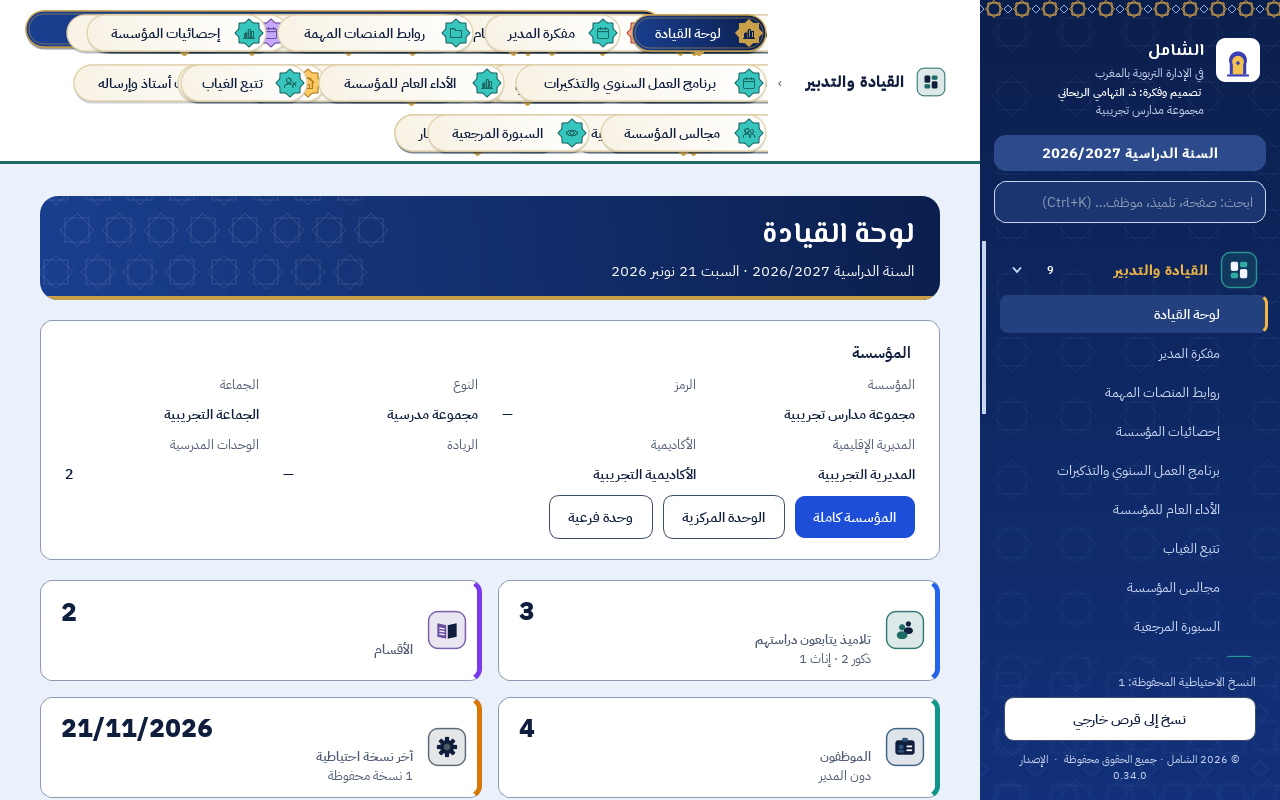 الشامل
في الإدارة التربوية بالمغرب
تصميم وفكرة: ذ. التهامي الريحاني
مجموعة مدارس تجريبية
السنة الدراسية 2026/2027
ابحث: صفحة، تلميذ، موظف... (Ctrl+K)
القيادة والتدبير 9
لوحة القيادة
مفكرة المدير
روابط المنصات المهمة
إحصائيات المؤسسة
برنامج العمل السنوي والتذكيرات
الأداء العام للمؤسسة
تتبع الغياب
مجالس المؤسسة
السبورة المرجعية
النسخ الاحتياطية المحفوظة: 1
نسخ إلى قرص خارجي
© 2026 الشامل · جميع الحقوق محفوظة · الإصدار
0.34.0
القيادة والتدبير ‹
لوحة القيادة مفكرة المدير روابط المنصات المهمة إحصائيات المؤسسة
برنامج العمل السنوي والتذكيرات الأداء العام للمؤسسة تتبع الغياب أستاذ وإرساله
مجالس المؤسسة السبورة المرجعية
لوحة القيادة
السنة الدراسية 2026/2027 · السبت 21 نونبر 2026
المؤسسة
المؤسسة الرمز النوع الجماعة
مجموعة مدارس تجريبية — مجموعة مدرسية الجماعة التجريبية
المديرية الإقليمية الأكاديمية الريادة الوحدات المدرسية
المديرية التجريبية الأكاديمية التجريبية — 2
المؤسسة كاملة الوحدة المركزية وحدة فرعية
3
تلاميذ يتابعون دراستهم
ذكور 2 · إناث 1
2
الأقسام
4
الموظفون
دون المدير
21/11/2026
آخر نسخة احتياطية
1 نسخة محفوظة